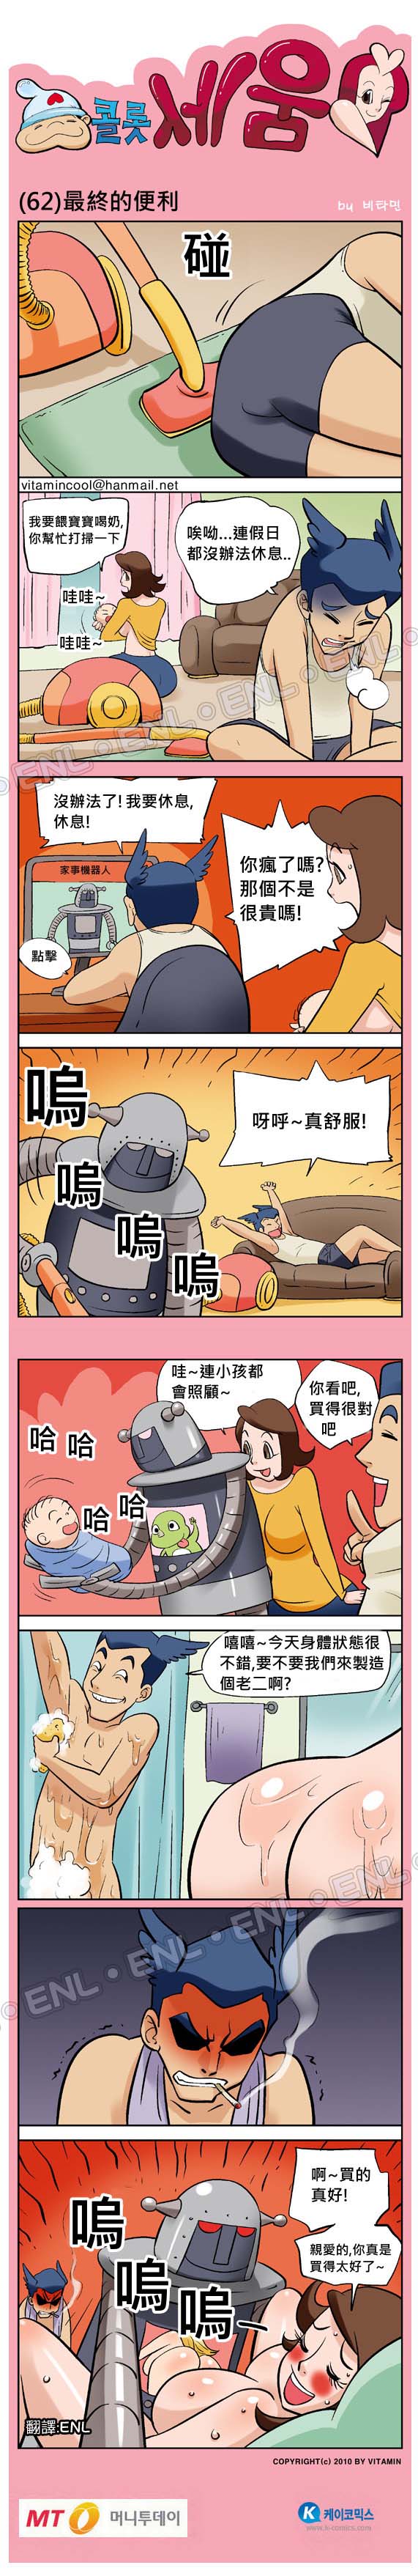 콜롯 세움
(62)最終的便利
by 비타민
碰
vitamincool@hanmail.net
我要餵寶寶喝奶,
你幫忙打掃一下
唉呦...連假日
都沒辦法休息..
哇哇~
哇哇~
沒辦法了! 我要休息,
休息!
家事機器人
點擊
你瘋了嗎?
那個不是
很貴嗎!
嗚
嗚
嗚
嗚
呀呼~真舒服!
哇~連小孩都
會照顧~
你看吧,
買得很對
吧
哈 哈
哈 哈
嘻嘻~今天身體狀態很
不錯,要不要我們來製造
個老二啊?
ENL
啊~買的
真好!
親愛的,你真是
買得太好了~
嗚
嗚
嗚~
翻譯:ENL
COPYRIGHT(c) 2010 BY VITAMIN
MT 머니투데이
K 케이코믹스
www.k-comics.com